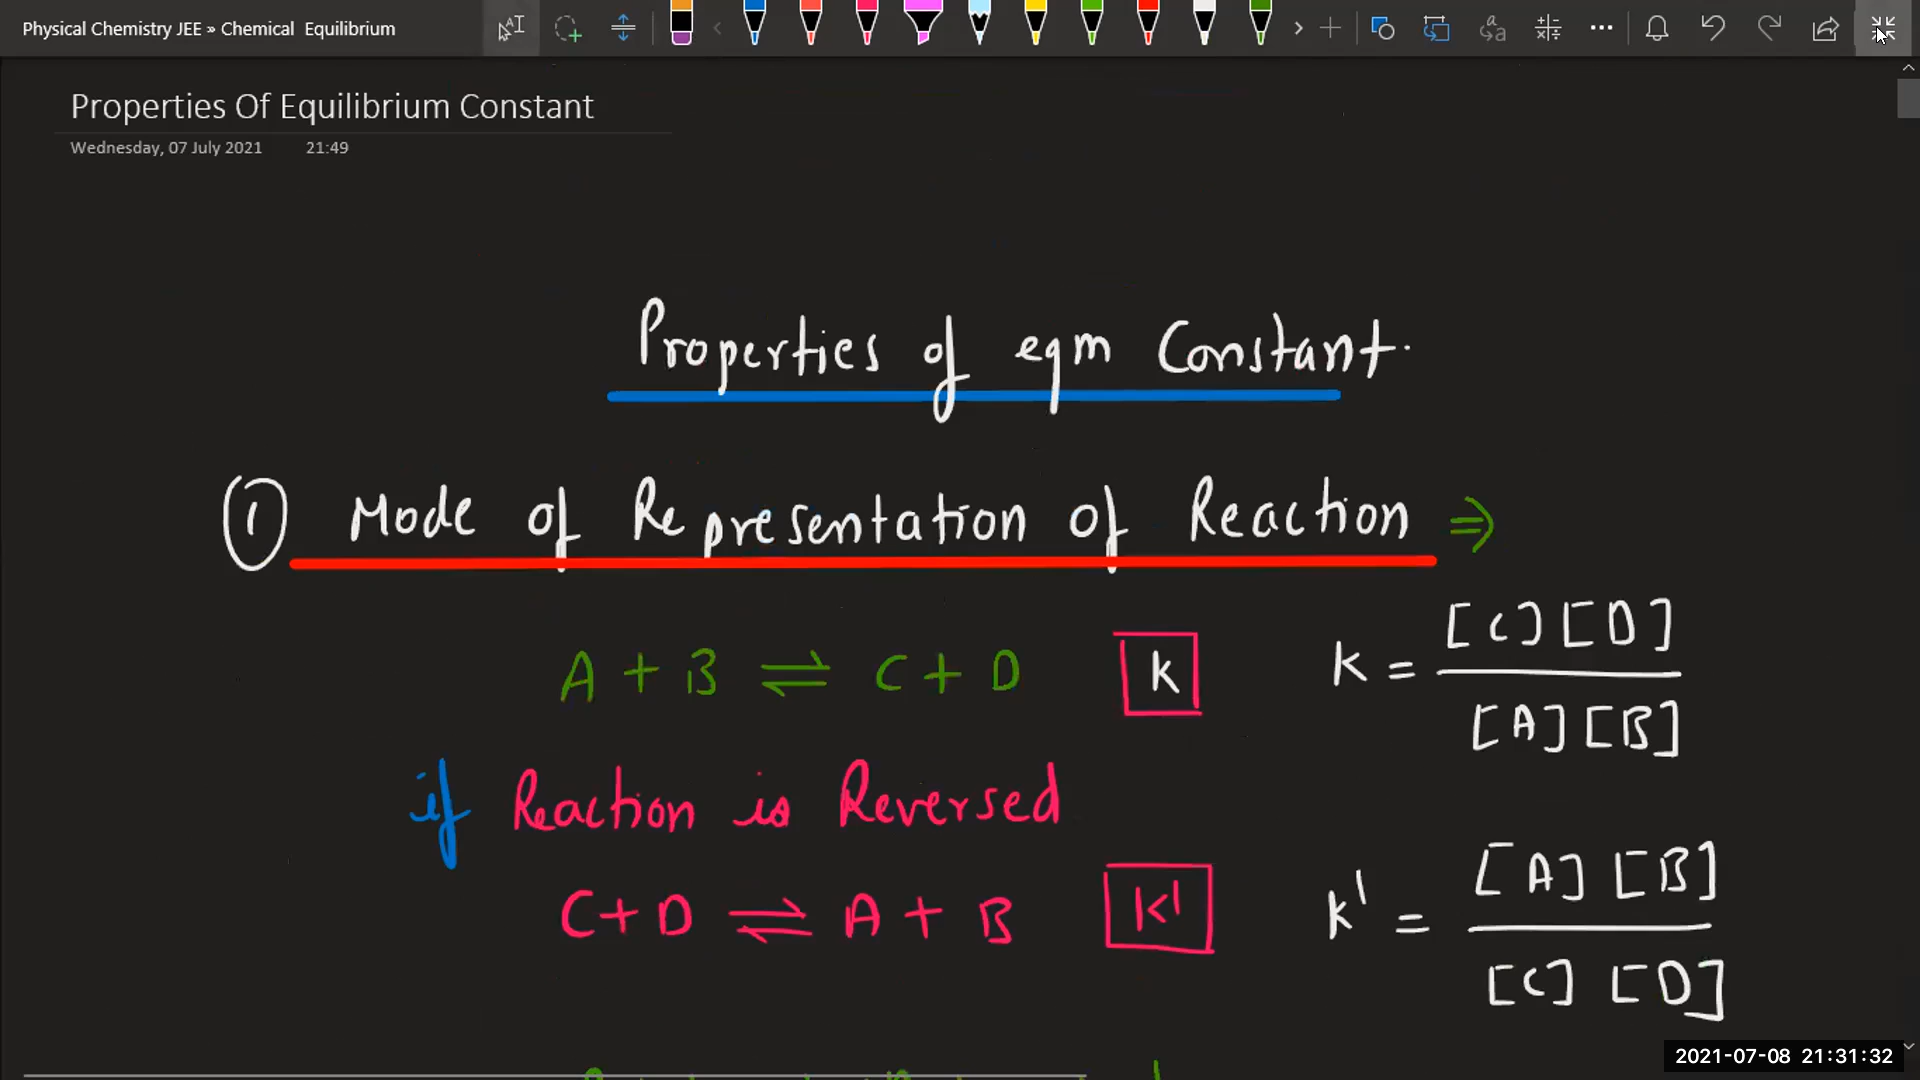 Physical Chemistry JEE » Chemical Equilibrium
Properties Of Equilibrium Constant
Wednesday, 07 July 2021 21:49
Properties of eqm Constant.
① Mode of Representation of Reaction ⇒
A + B ⇌ C + D K K = [C][D] / [A][B]
if Reaction is Reversed
C+D ⇌ A + B K' K' = [A][B] / [C][D]
2021-07-08 21:31:32